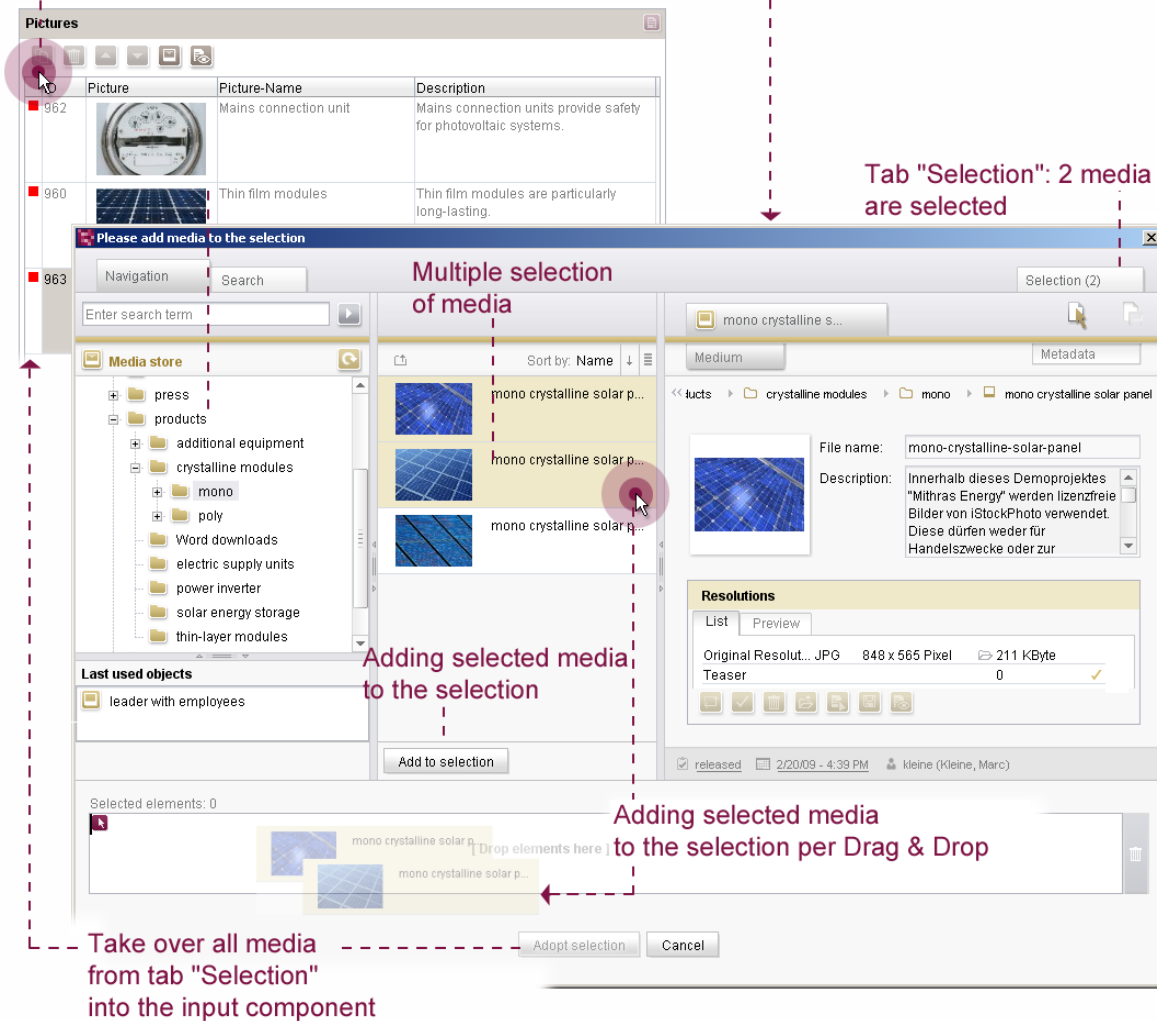 Pictures
ID Picture Picture-Name Description
962 Mains connection unit Mains connection units provide safety
for photovoltaic systems.
960 Thin film modules Thin film modules are particularly
long-lasting.
963
Tab "Selection": 2 media
are selected
Please add media to the selection
Navigation Search Selection (2)
Multiple selection
of media
Enter search term
mono crystalline s...
Media store
Sort by: Name
Medium Metadata
ducts crystalline modules mono mono crystalline solar panel
press
products
additional equipment
crystalline modules
mono
poly
Word downloads
electric supply units
power inverter
solar energy storage
thin-layer modules
mono crystalline solar p...
mono crystalline solar p...
mono crystalline solar p...
File name: mono-crystalline-solar-panel
Description: Innerhalb dieses Demoprojektes
"Mithras Energy" werden lizenzfreie
Bilder von iStockPhoto verwendet.
Diese dürfen weder für
Handelszwecke oder zur
Resolutions
List Preview
Original Resolut... JPG 848 x 565 Pixel 211 KByte
Teaser 0
Last used objects
leader with employees
Adding selected media
to the selection
Add to selection
released 2/20/09 - 4:39 PM kleine (Kleine, Marc)
Selected elements: 0
mono crystalline solar p...
[ Drop elements here ]
mono crystalline solar p...
Adding selected media
to the selection per Drag & Drop
Adopt selection Cancel
Take over all media
from tab "Selection"
into the input component